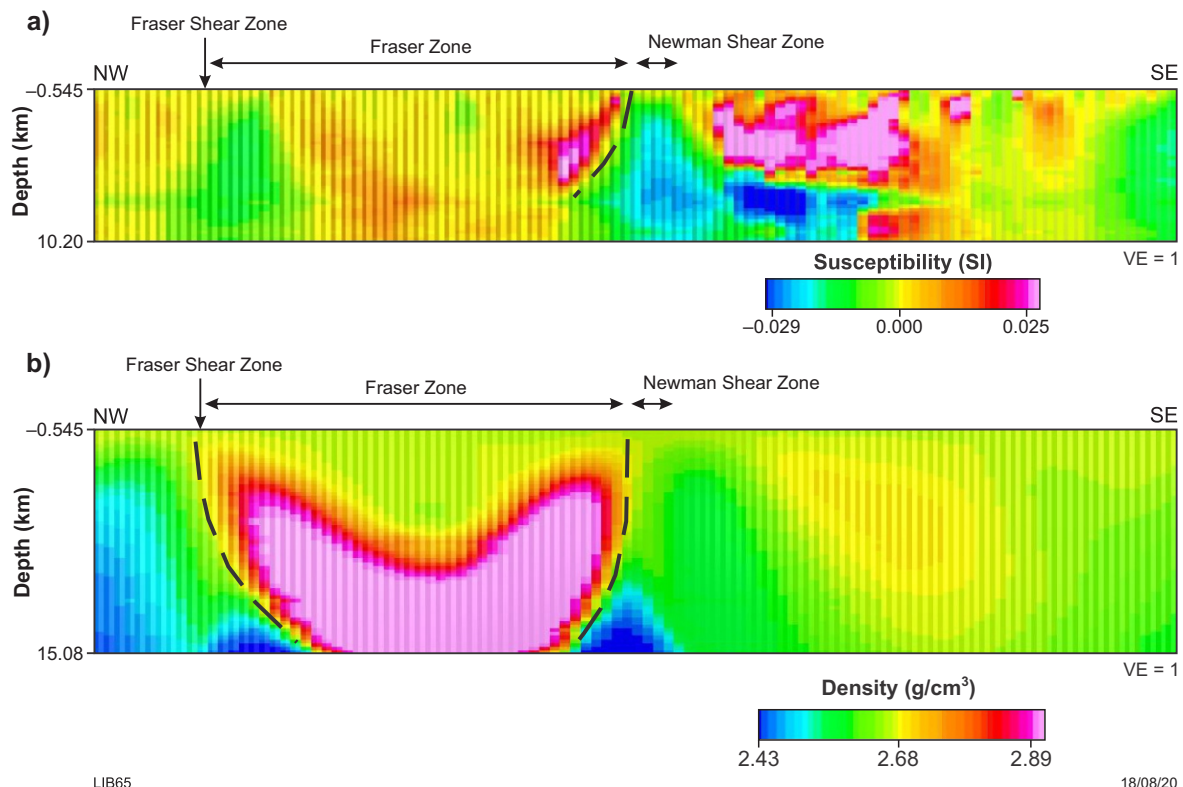 a)
Fraser Shear Zone
Fraser Zone
Newman Shear Zone
NW
SE
–0.545
Depth (km)
10.20
VE = 1
Susceptibility (SI)
–0.029
0.000
0.025
b)
Fraser Shear Zone
Fraser Zone
Newman Shear Zone
NW
SE
–0.545
Depth (km)
15.08
VE = 1
Density (g/cm³)
2.43
2.68
2.89
LIB65
18/08/20